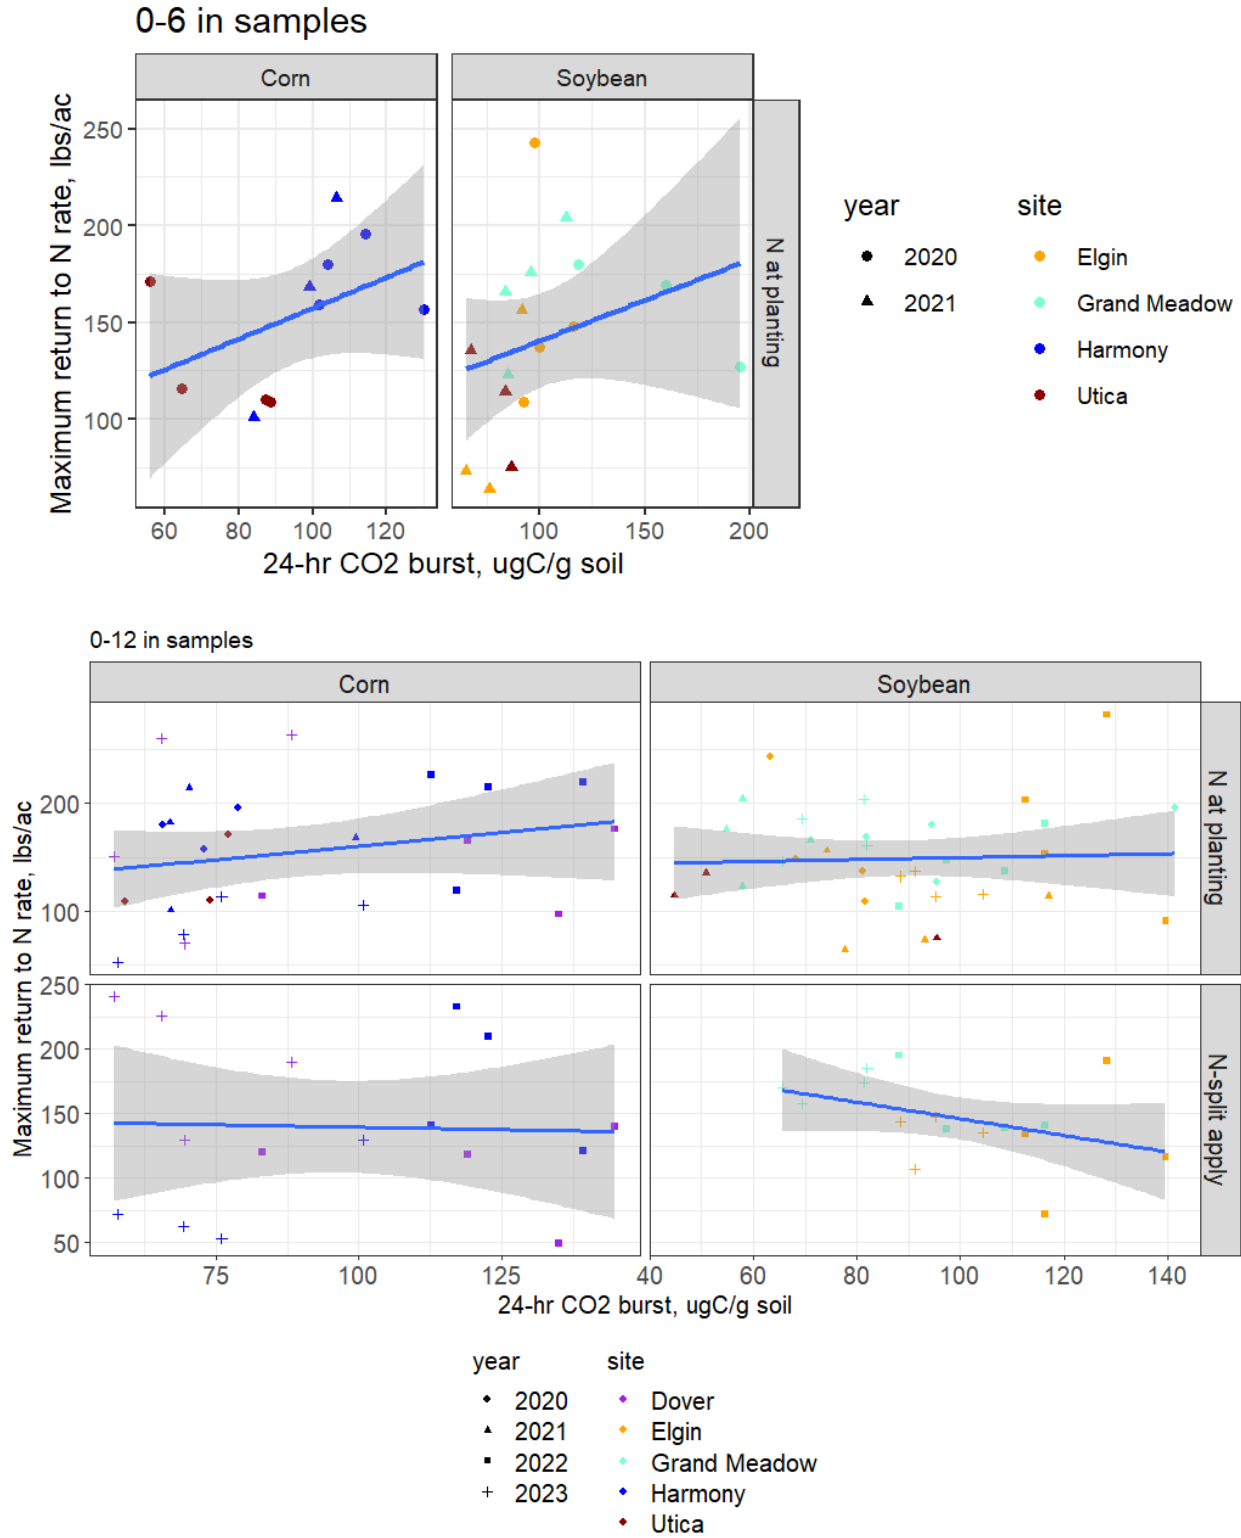 0-6 in samples
Corn
Soybean
Maximum return to N rate, lbs/ac
250
200
150
100
N at planting
60
80
100
120
100
150
200
24-hr CO2 burst, ugC/g soil
year
2020
2021
site
Elgin
Grand Meadow
Harmony
Utica
0-12 in samples
Corn
Soybean
Maximum return to N rate, lbs/ac
200
100
N at planting
250
200
150
100
50
N-split apply
75
100
125
40
60
80
100
120
140
24-hr CO2 burst, ugC/g soil
year
2020
2021
2022
2023
site
Dover
Elgin
Grand Meadow
Harmony
Utica